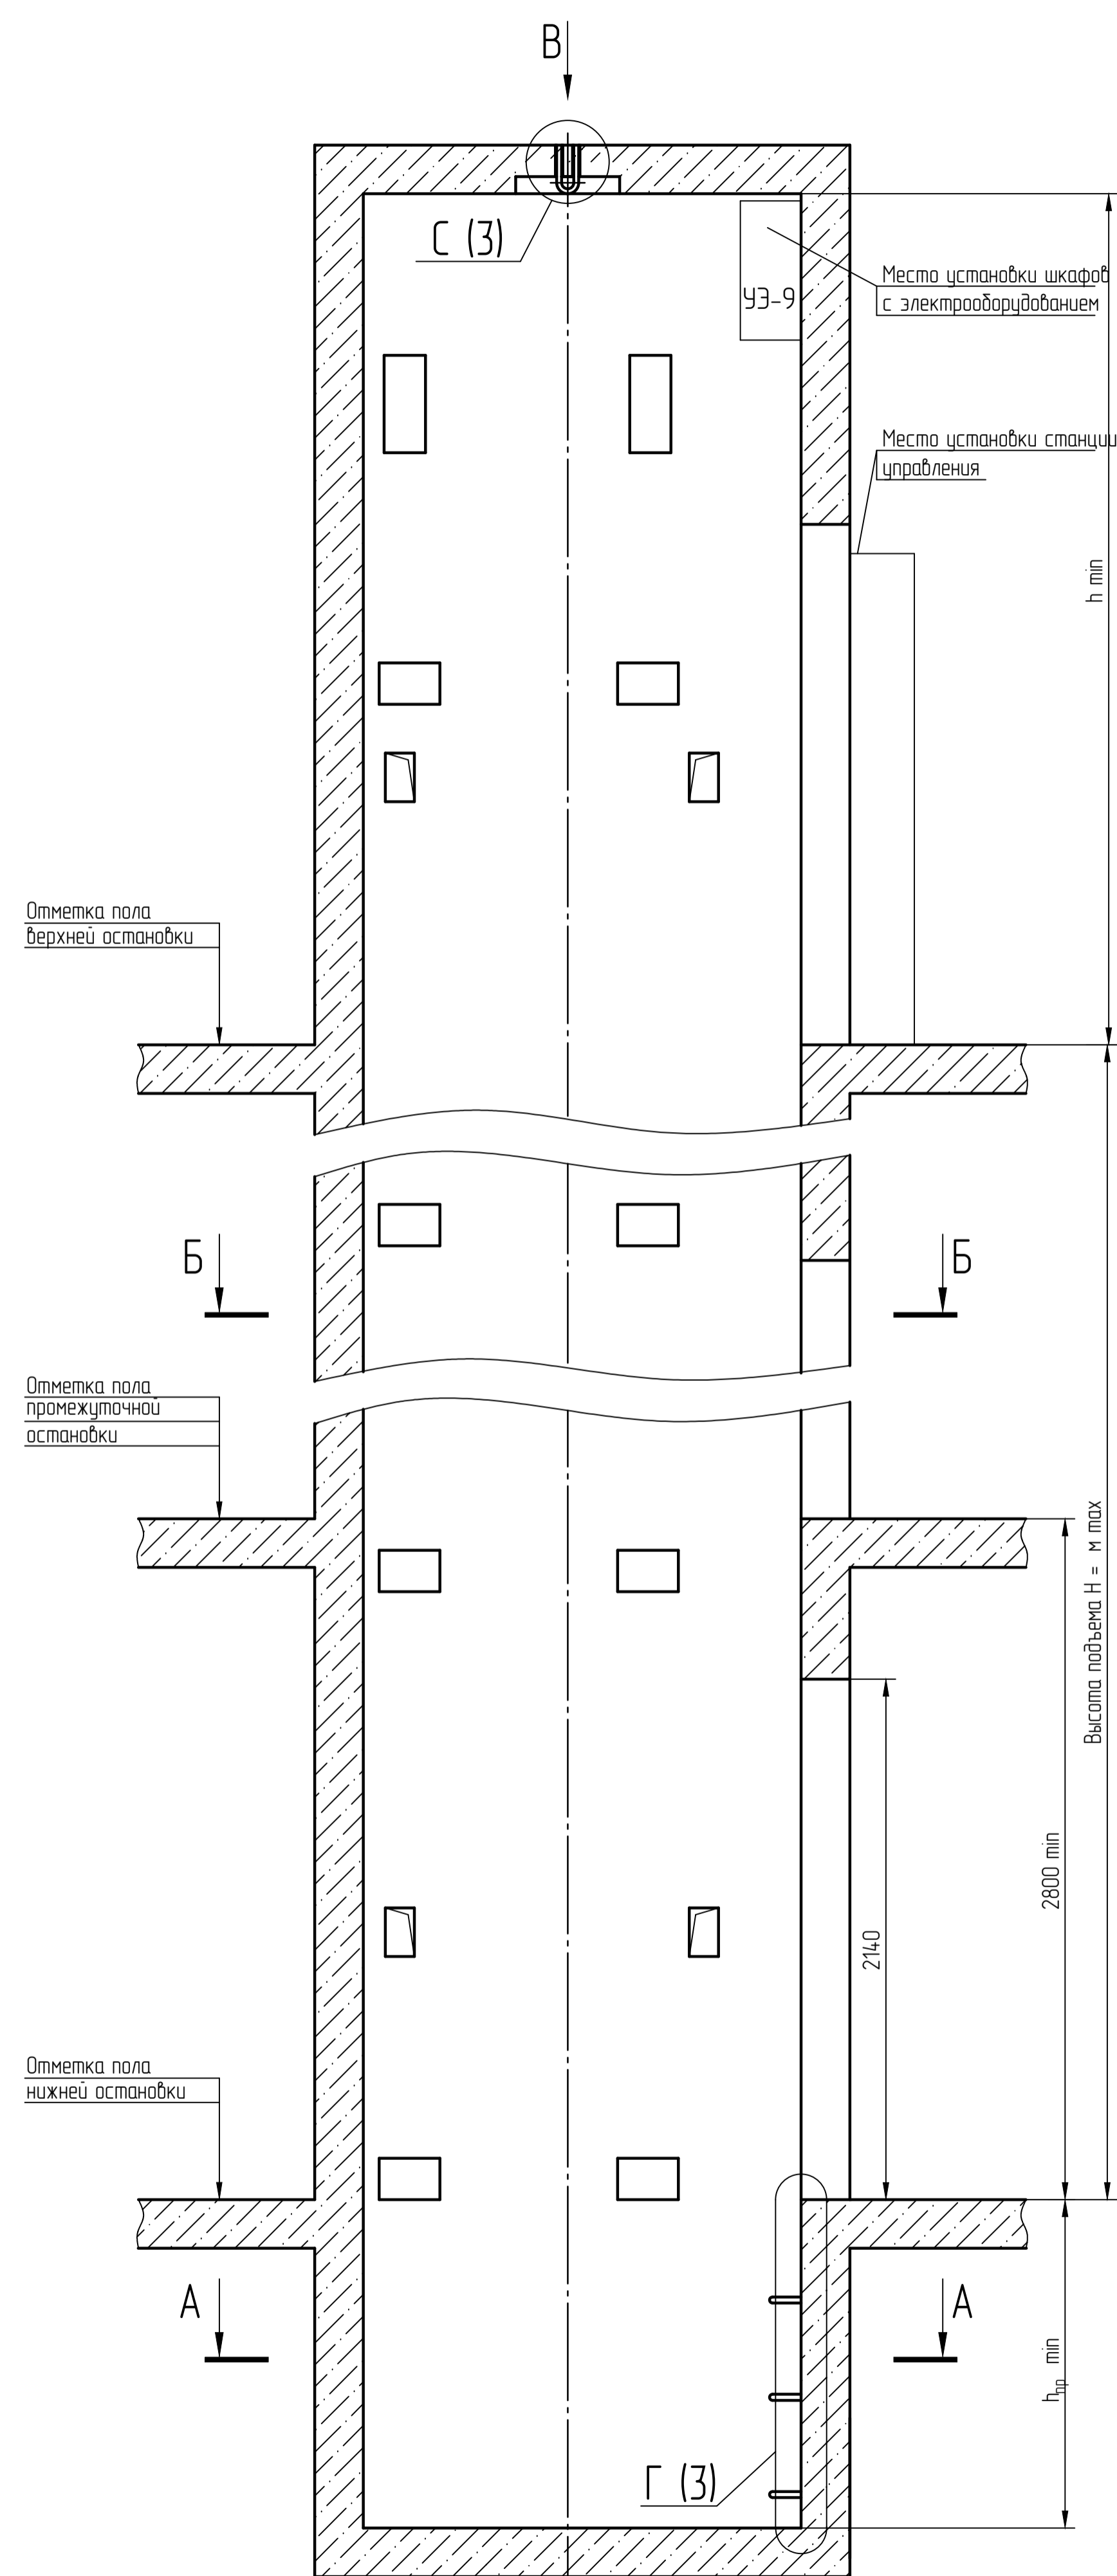 В
С (3)
УЭ-9
Место установки шкафов
с электрооборудованием
Место установки станции
управления
h min
Отметка пола
верхней остановки
Б
Б
Отметка пола
промежуточной
остановки
Высота подъема H = м max
2800 min
2140
Отметка пола
нижней остановки
А
А
hпр min
Г (3)